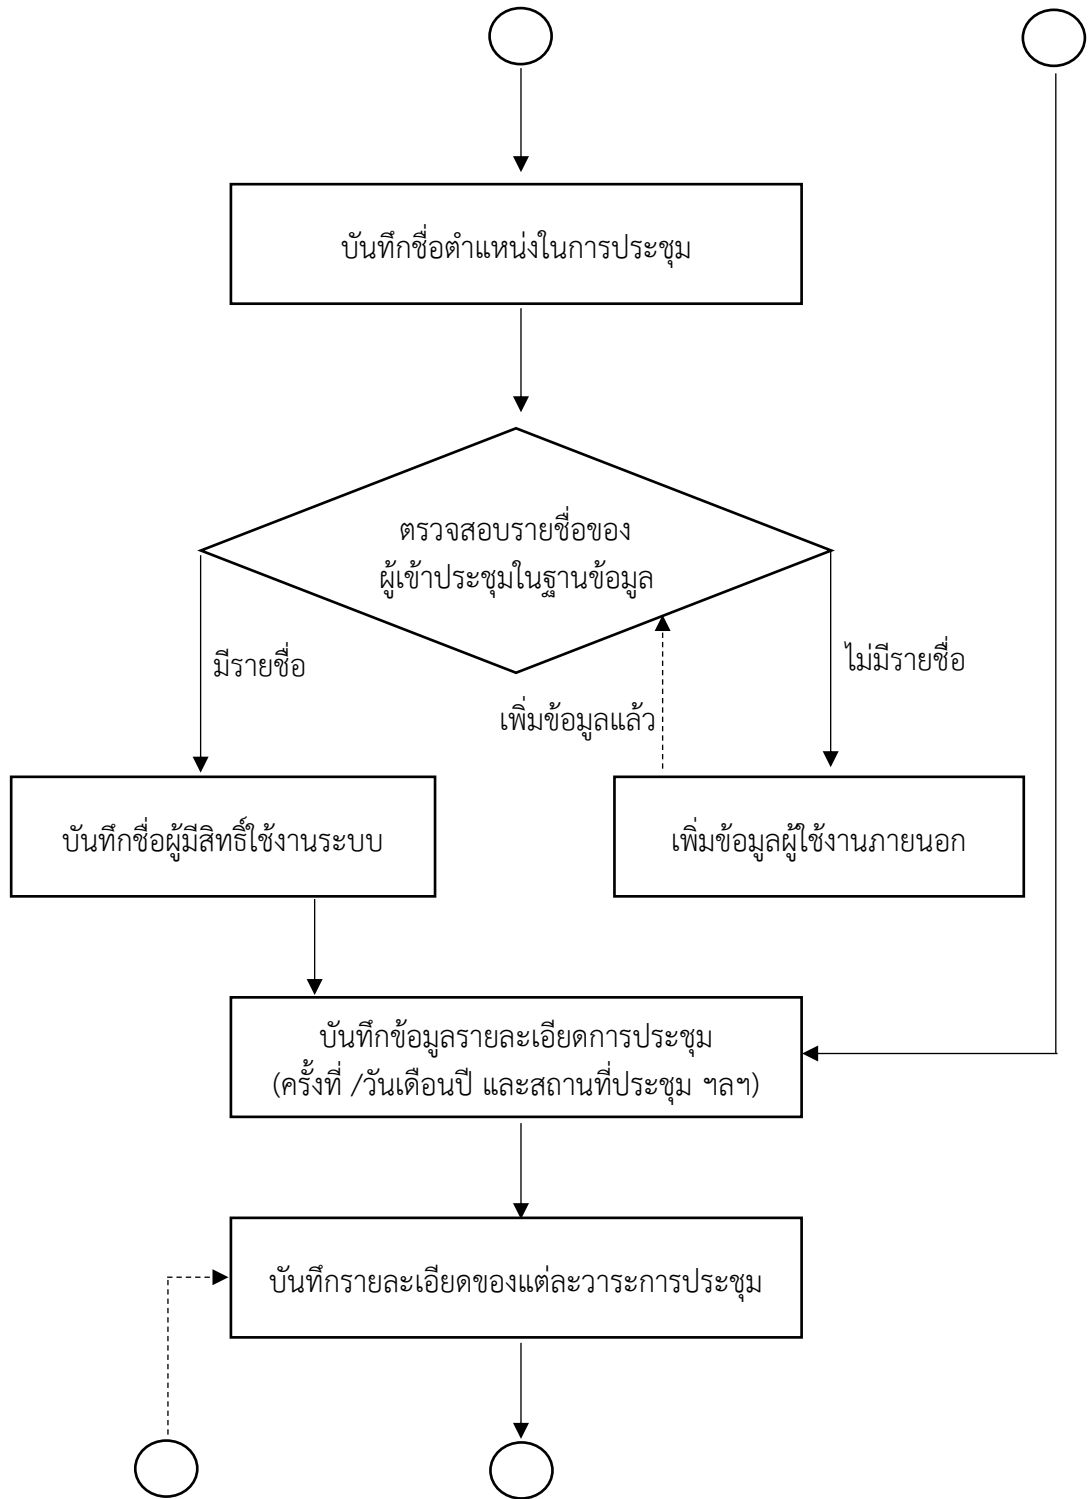 บันทึกชื่อตำแหน่งในการประชุม
ตรวจสอบรายชื่อของ
ผู้เข้าประชุมในฐานข้อมูล
มีรายชื่อ
ไม่มีรายชื่อ
เพิ่มข้อมูลแล้ว
บันทึกชื่อผู้มีสิทธิ์ใช้งานระบบ
เพิ่มข้อมูลผู้ใช้งานภายนอก
บันทึกข้อมูลรายละเอียดการประชุม
(ครั้งที่ /วันเดือนปี และสถานที่ประชุม ฯลฯ)
บันทึกรายละเอียดของแต่ละวาระการประชุม